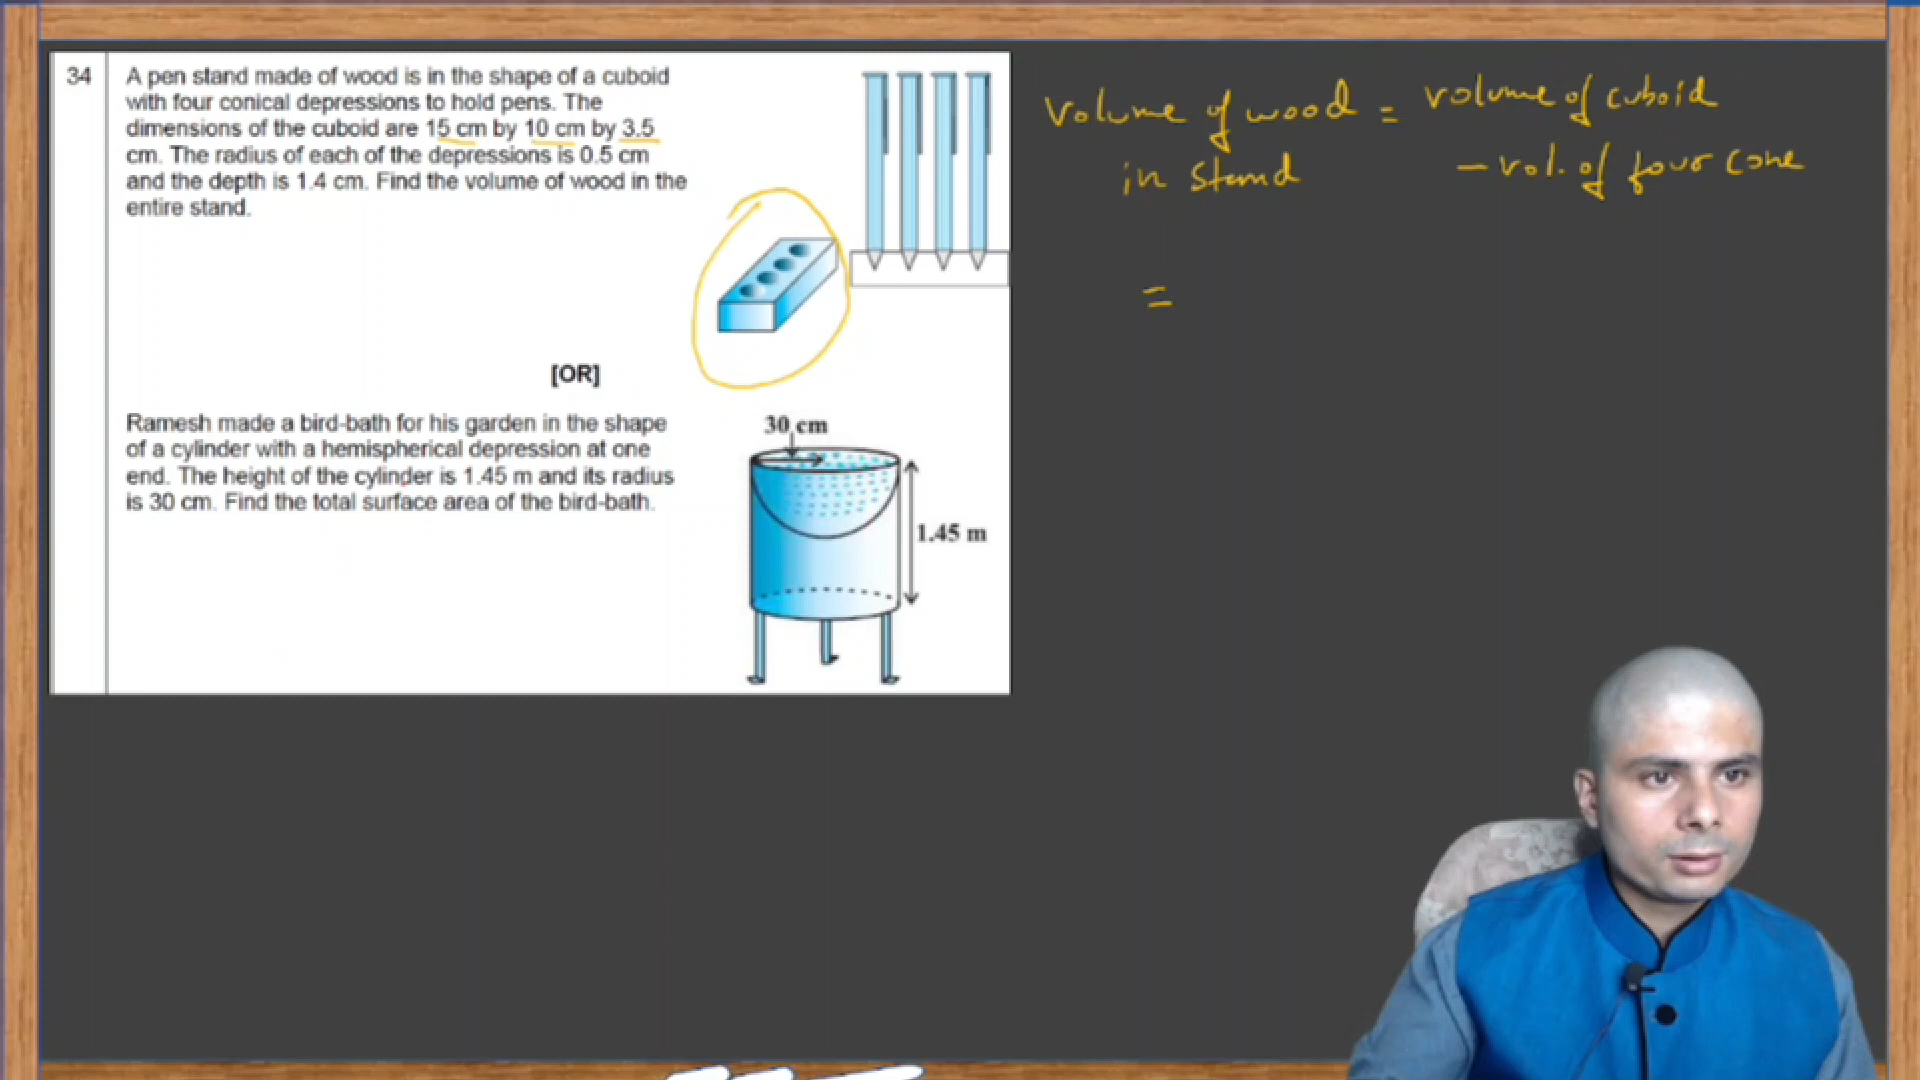 34
A pen stand made of wood is in the shape of a cuboid
with four conical depressions to hold pens. The
dimensions of the cuboid are 15 cm by 10 cm by 3.5
cm. The radius of each of the depressions is 0.5 cm
and the depth is 1.4 cm. Find the volume of wood in the
entire stand.
[OR]
Ramesh made a bird-bath for his garden in the shape
of a cylinder with a hemispherical depression at one
end. The height of the cylinder is 1.45 m and its radius
is 30 cm. Find the total surface area of the bird-bath.
30 cm
1.45 m
Volume of wood = volume of cuboid
in stand - vol. of four cone
=